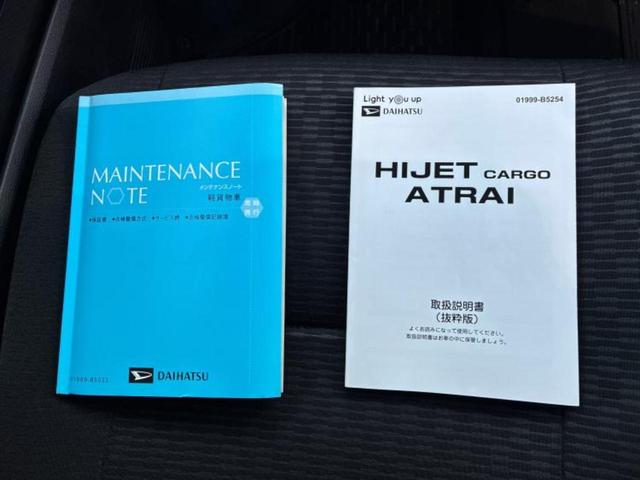 MAINTENANCE
NOTE
メンテナンスノート
軽貨物車
●保証書 ●点検整備方式 ●サービス網 ●点検整備記録簿
01999-B5233
DAIHATSU
Light you up
DAIHATSU
01999-B5254
HIJET CARGO
ATRAI
取扱説明書
(抜粋版)
よくお読みになって使用してください。
取扱説明書はお車の中に保管しましょう。